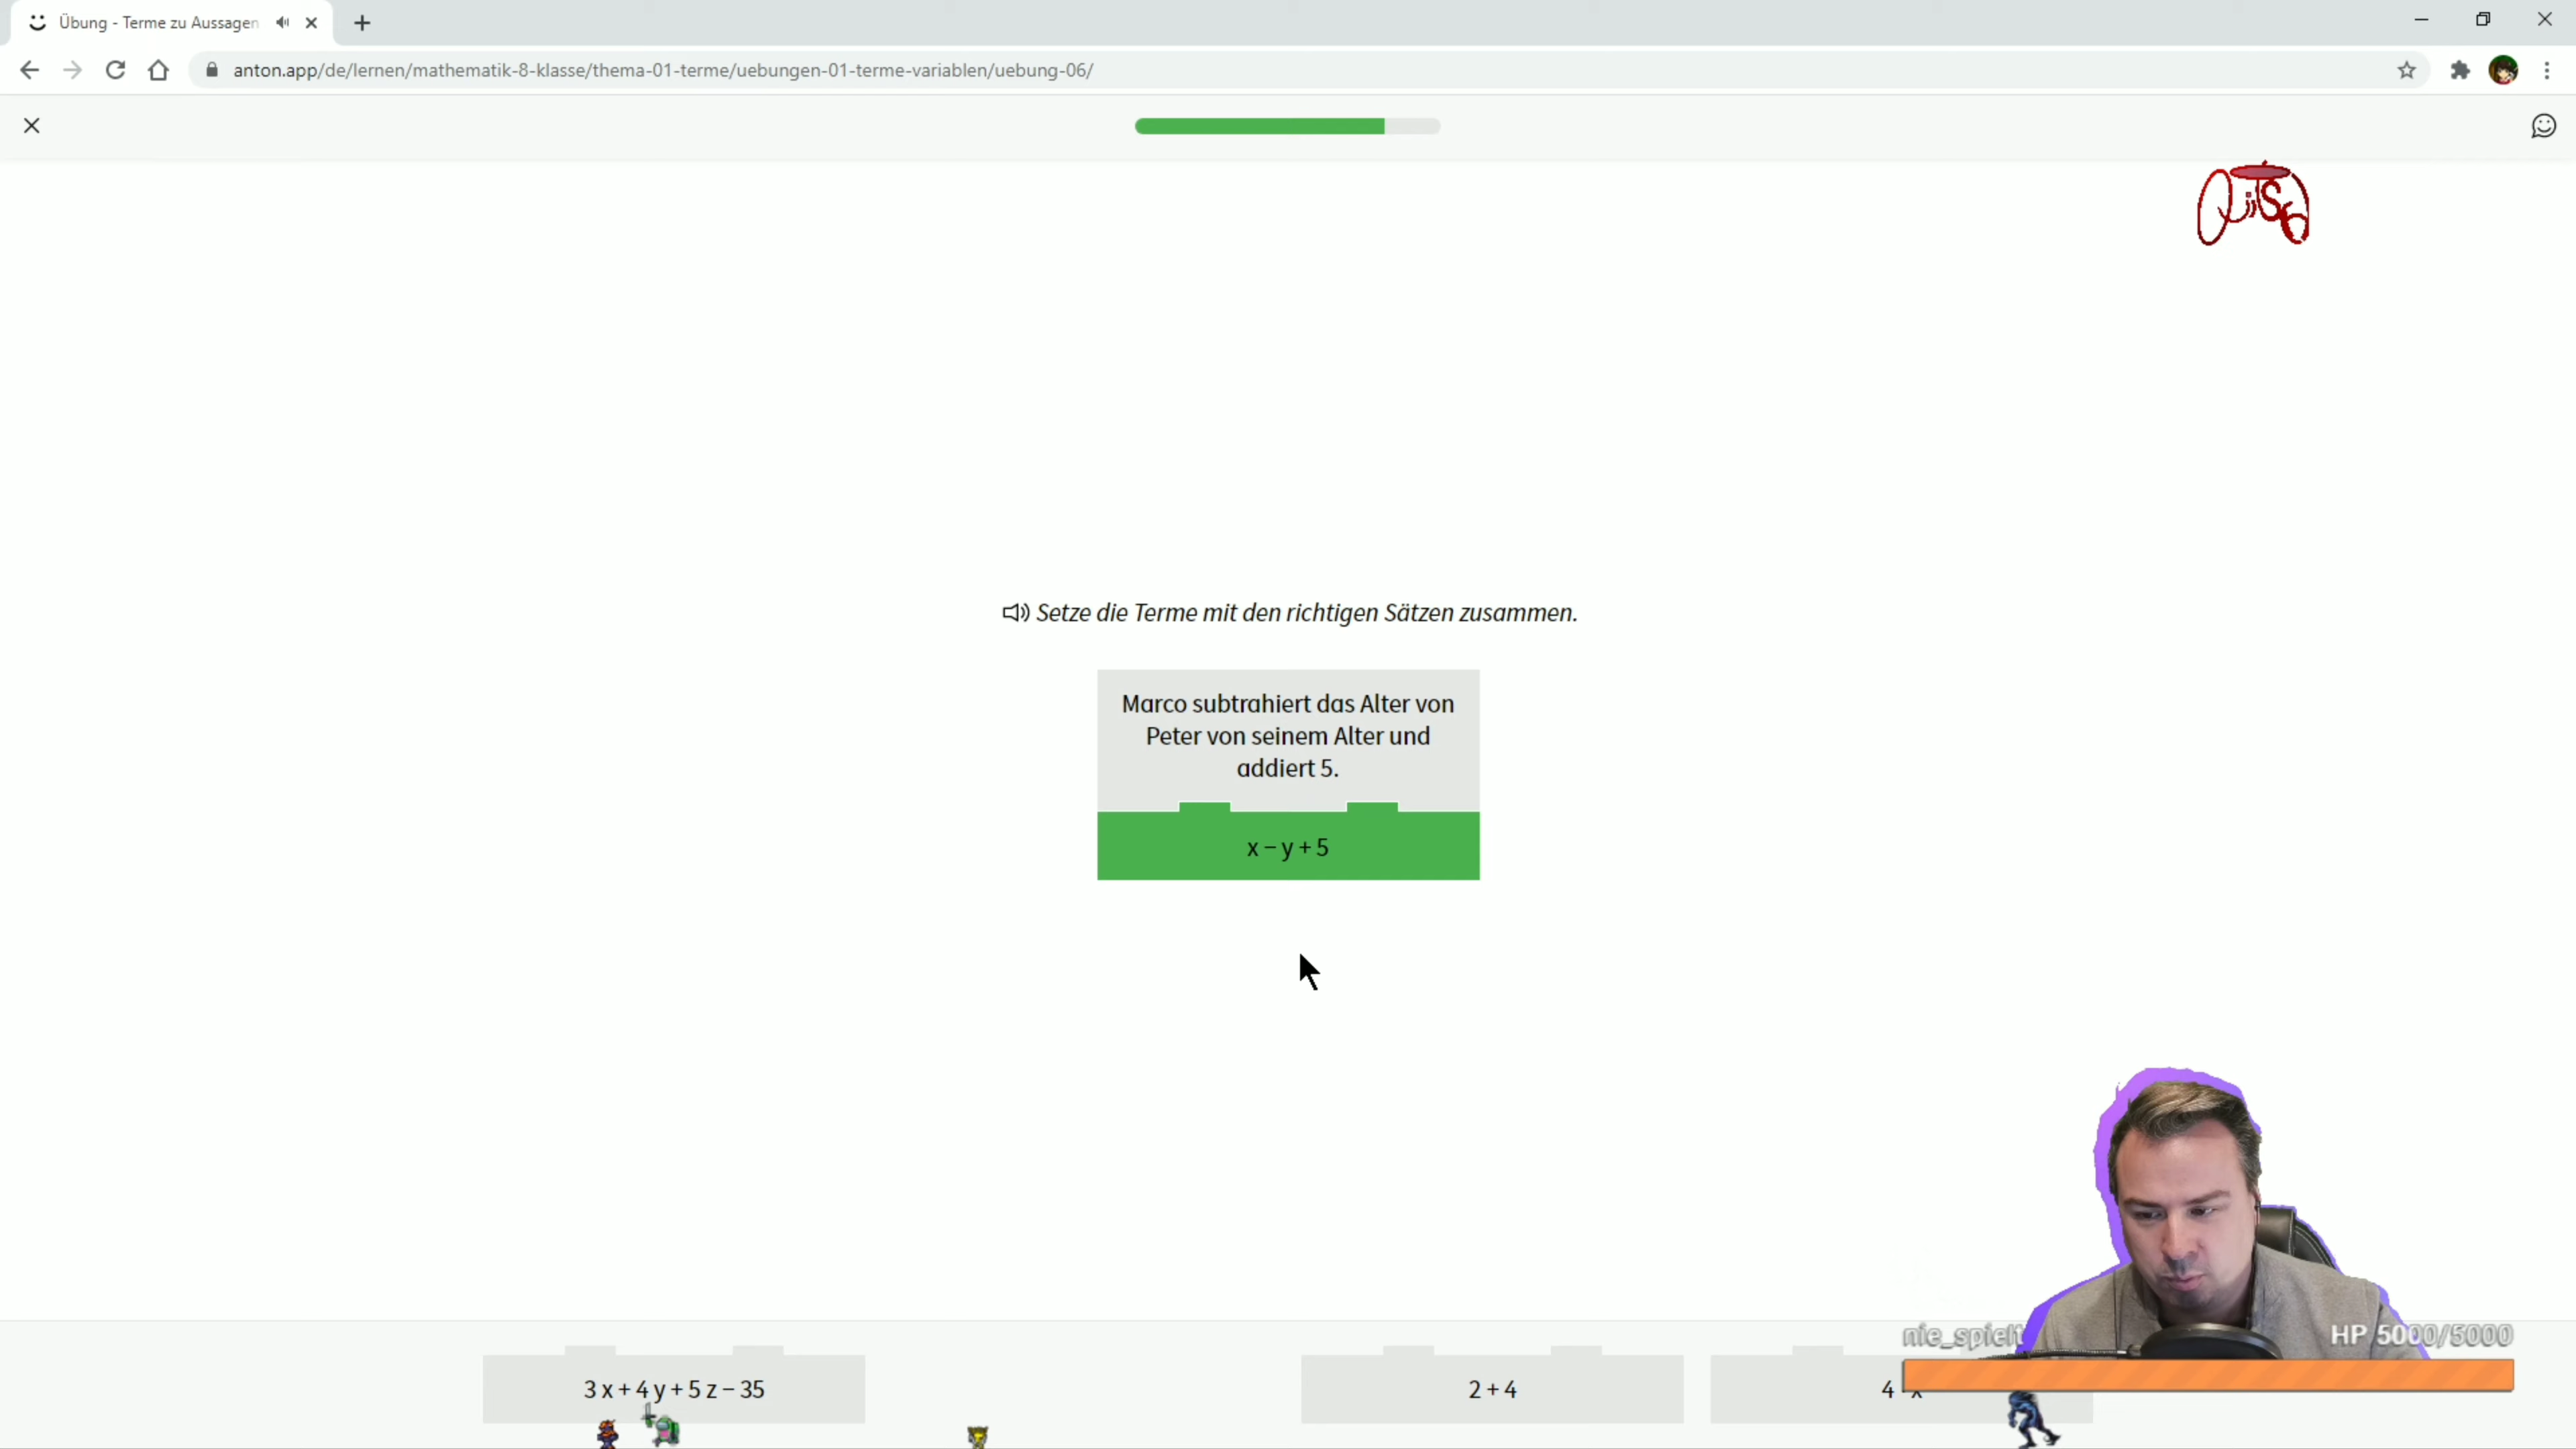 Übung - Terme zu Aussagen
anton.app/de/lernen/mathematik-8-klasse/thema-01-terme/uebungen-01-terme-variablen/uebung-06/
Setze die Terme mit den richtigen Sätzen zusammen.
Marco subtrahiert das Alter von
Peter von seinem Alter und
addiert 5.
x – y + 5
nie_spielt
HP 5000/5000
3 x + 4 y + 5 z – 35
2 + 4
4